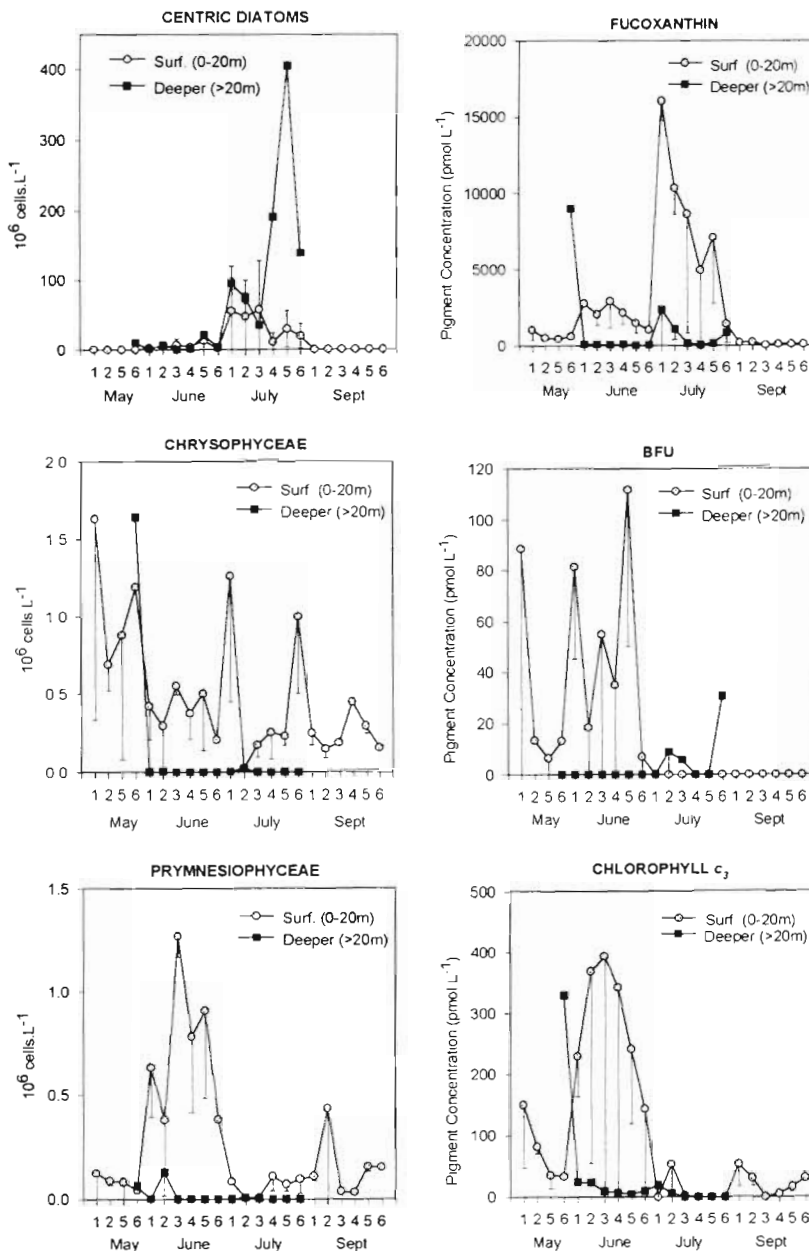 CENTRIC DIATOMS
Surf. (0-20m)
Deeper (>20m)
10⁶ cells.L⁻¹
400
300
200
100
0
1 2 5 6 1 2 3 4 5 6 1 2 3 4 5 6 1 2 3 4 5 6
May June July Sept
FUCOXANTHIN
Surf (0-20m)
Deeper (>20m)
Pigment Concentration (pmol L⁻¹)
20000
15000
10000
5000
0
1 2 5 6 1 2 3 4 5 6 1 2 3 4 5 6 1 2 3 4 5 6
May June July Sept
CHRYSOPHYCEAE
Surf (0-20m)
Deeper (>20m)
10⁶ cells L⁻¹
2 0
1.5
1 0
0.5
0.0
1 2 5 6 1 2 3 4 5 6 1 2 3 4 5 6 1 2 3 4 5 6
May June July Sept
BFU
Surf (0-20m)
Deeper (>20m)
Pigment Concentration (pmol L⁻¹)
120
100
80
60
40
20
0
1 2 5 6 1 2 3 4 5 6 1 2 3 4 5 6 1 2 3 4 5 6
May June July Sept
PRYMNESIOPHYCEAE
Surf. (0-20m)
Deeper (>20m)
10⁶ cells.L⁻¹
1.5
1.0
0.5
0.0
1 2 5 6 1 2 3 4 5 6 1 2 3 4 5 6 1 2 3 4 5 6
May June July Sept
CHLOROPHYLL c₃
Surf (0-20m)
Deeper (>20m)
Pigment Concentration (pmol L⁻¹)
500
400
300
200
100
0
1 2 5 6 1 2 3 4 5 6 1 2 3 4 5 6 1 2 3 4 5 6
May June July Sept